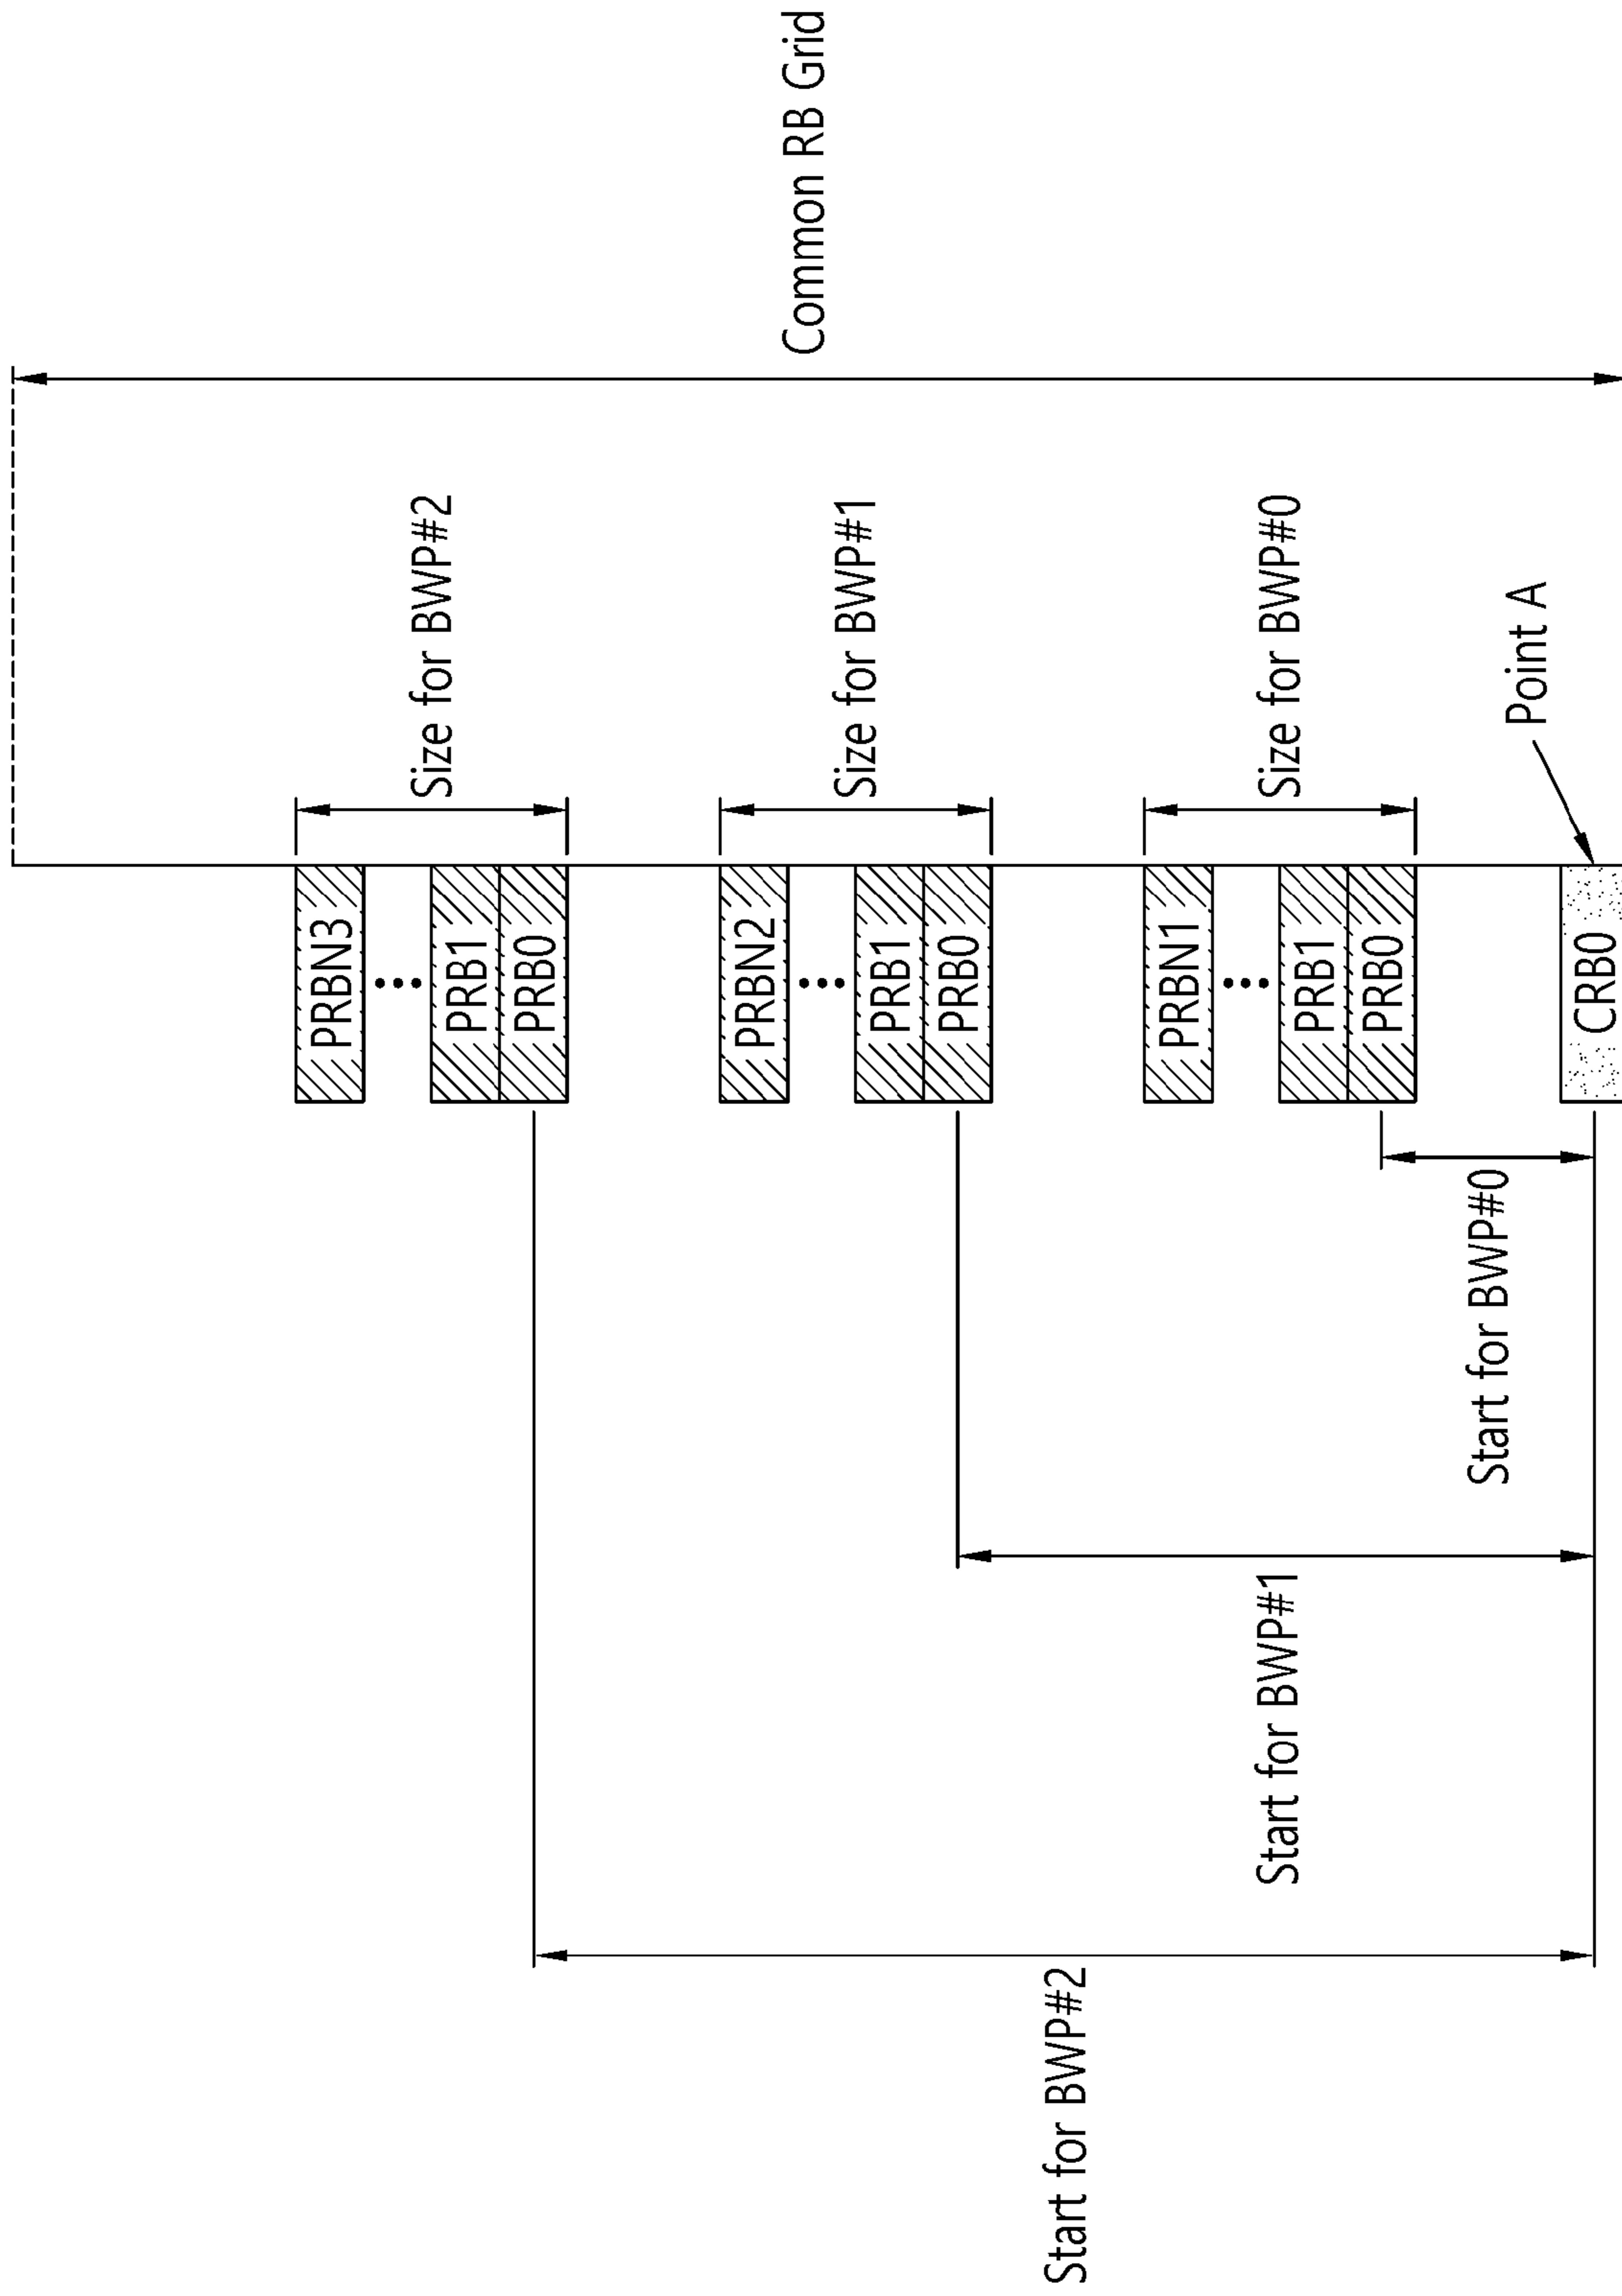 Common RB Grid
Size for BWP#2
Size for BWP#1
Size for BWP#0
Point A
PRBN3
...
PRB1
PRB0
PRBN2
...
PRB1
PRB0
PRBN1
...
PRB1
PRB0
CRB0
Start for BWP#0
Start for BWP#1
Start for BWP#2